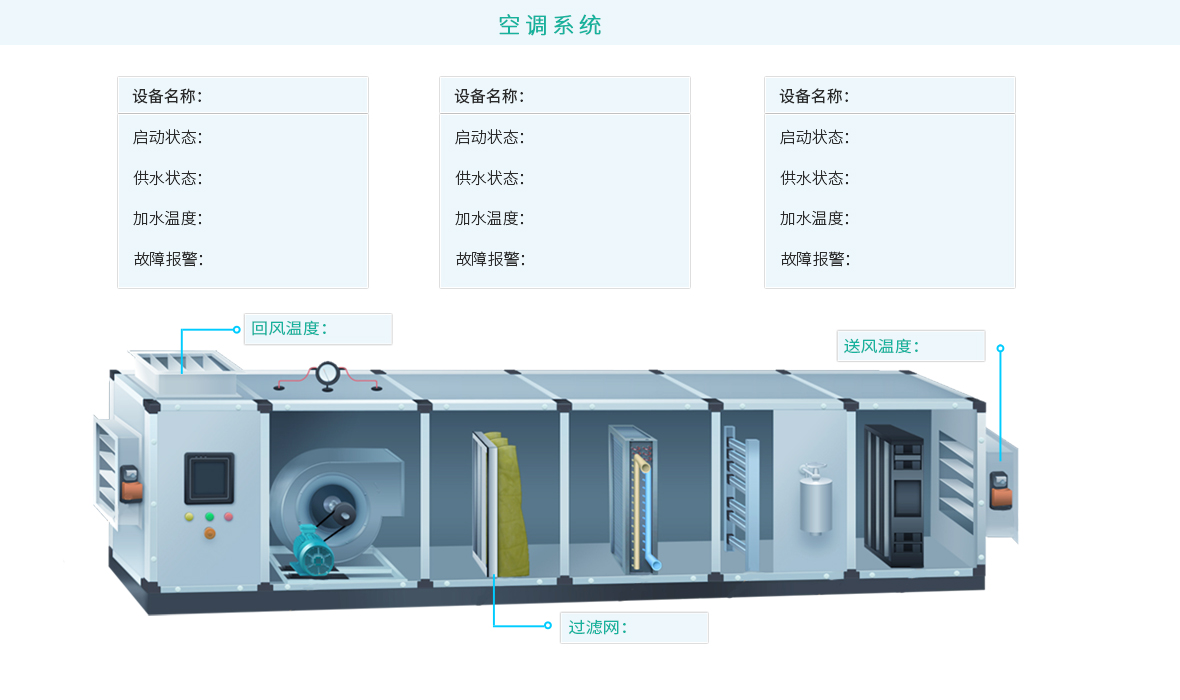 空调系统
设备名称：
启动状态：
供水状态：
加水温度：
故障报警：
设备名称：
启动状态：
供水状态：
加水温度：
故障报警：
设备名称：
启动状态：
供水状态：
加水温度：
故障报警：
回风温度：
送风温度：
过滤网：